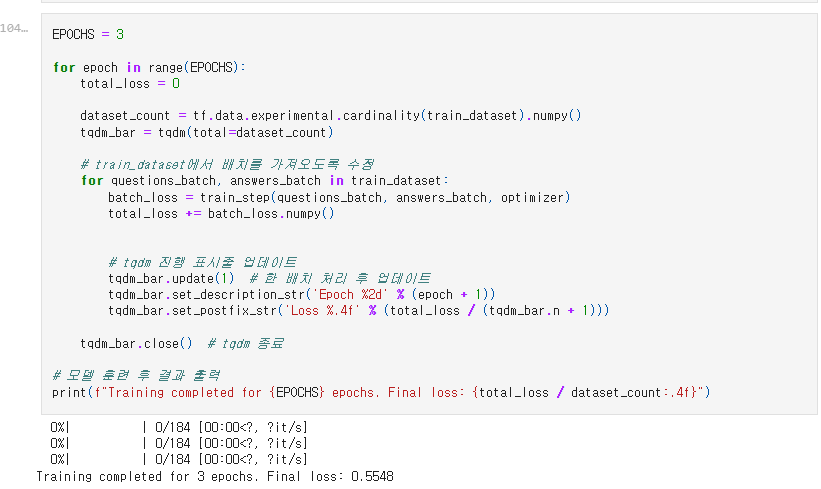 104…
EPOCHS = 3
for epoch in range(EPOCHS):
total_loss = 0
dataset_count = tf.data.experimental.cardinality(train_dataset).numpy()
tqdm_bar = tqdm(total=dataset_count)
# train_dataset에서 배치를 가져오도록 수정
for questions_batch, answers_batch in train_dataset:
batch_loss = train_step(questions_batch, answers_batch, optimizer)
total_loss += batch_loss.numpy()
# tqdm 진행 표시줄 업데이트
tqdm_bar.update(1)  # 한 배치 처리 후 업데이트
tqdm_bar.set_description_str('Epoch %2d' % (epoch + 1))
tqdm_bar.set_postfix_str('Loss %.4f' % (total_loss / (tqdm_bar.n + 1)))
tqdm_bar.close()  # tqdm 종료
# 모델 훈련 후 결과 출력
print(f"Training completed for {EPOCHS} epochs. Final loss: {total_loss / dataset_count:.4f}")
0%|          | 0/184 [00:00<?, ?it/s]
0%|          | 0/184 [00:00<?, ?it/s]
0%|          | 0/184 [00:00<?, ?it/s]
Training completed for 3 epochs. Final loss: 0.5548